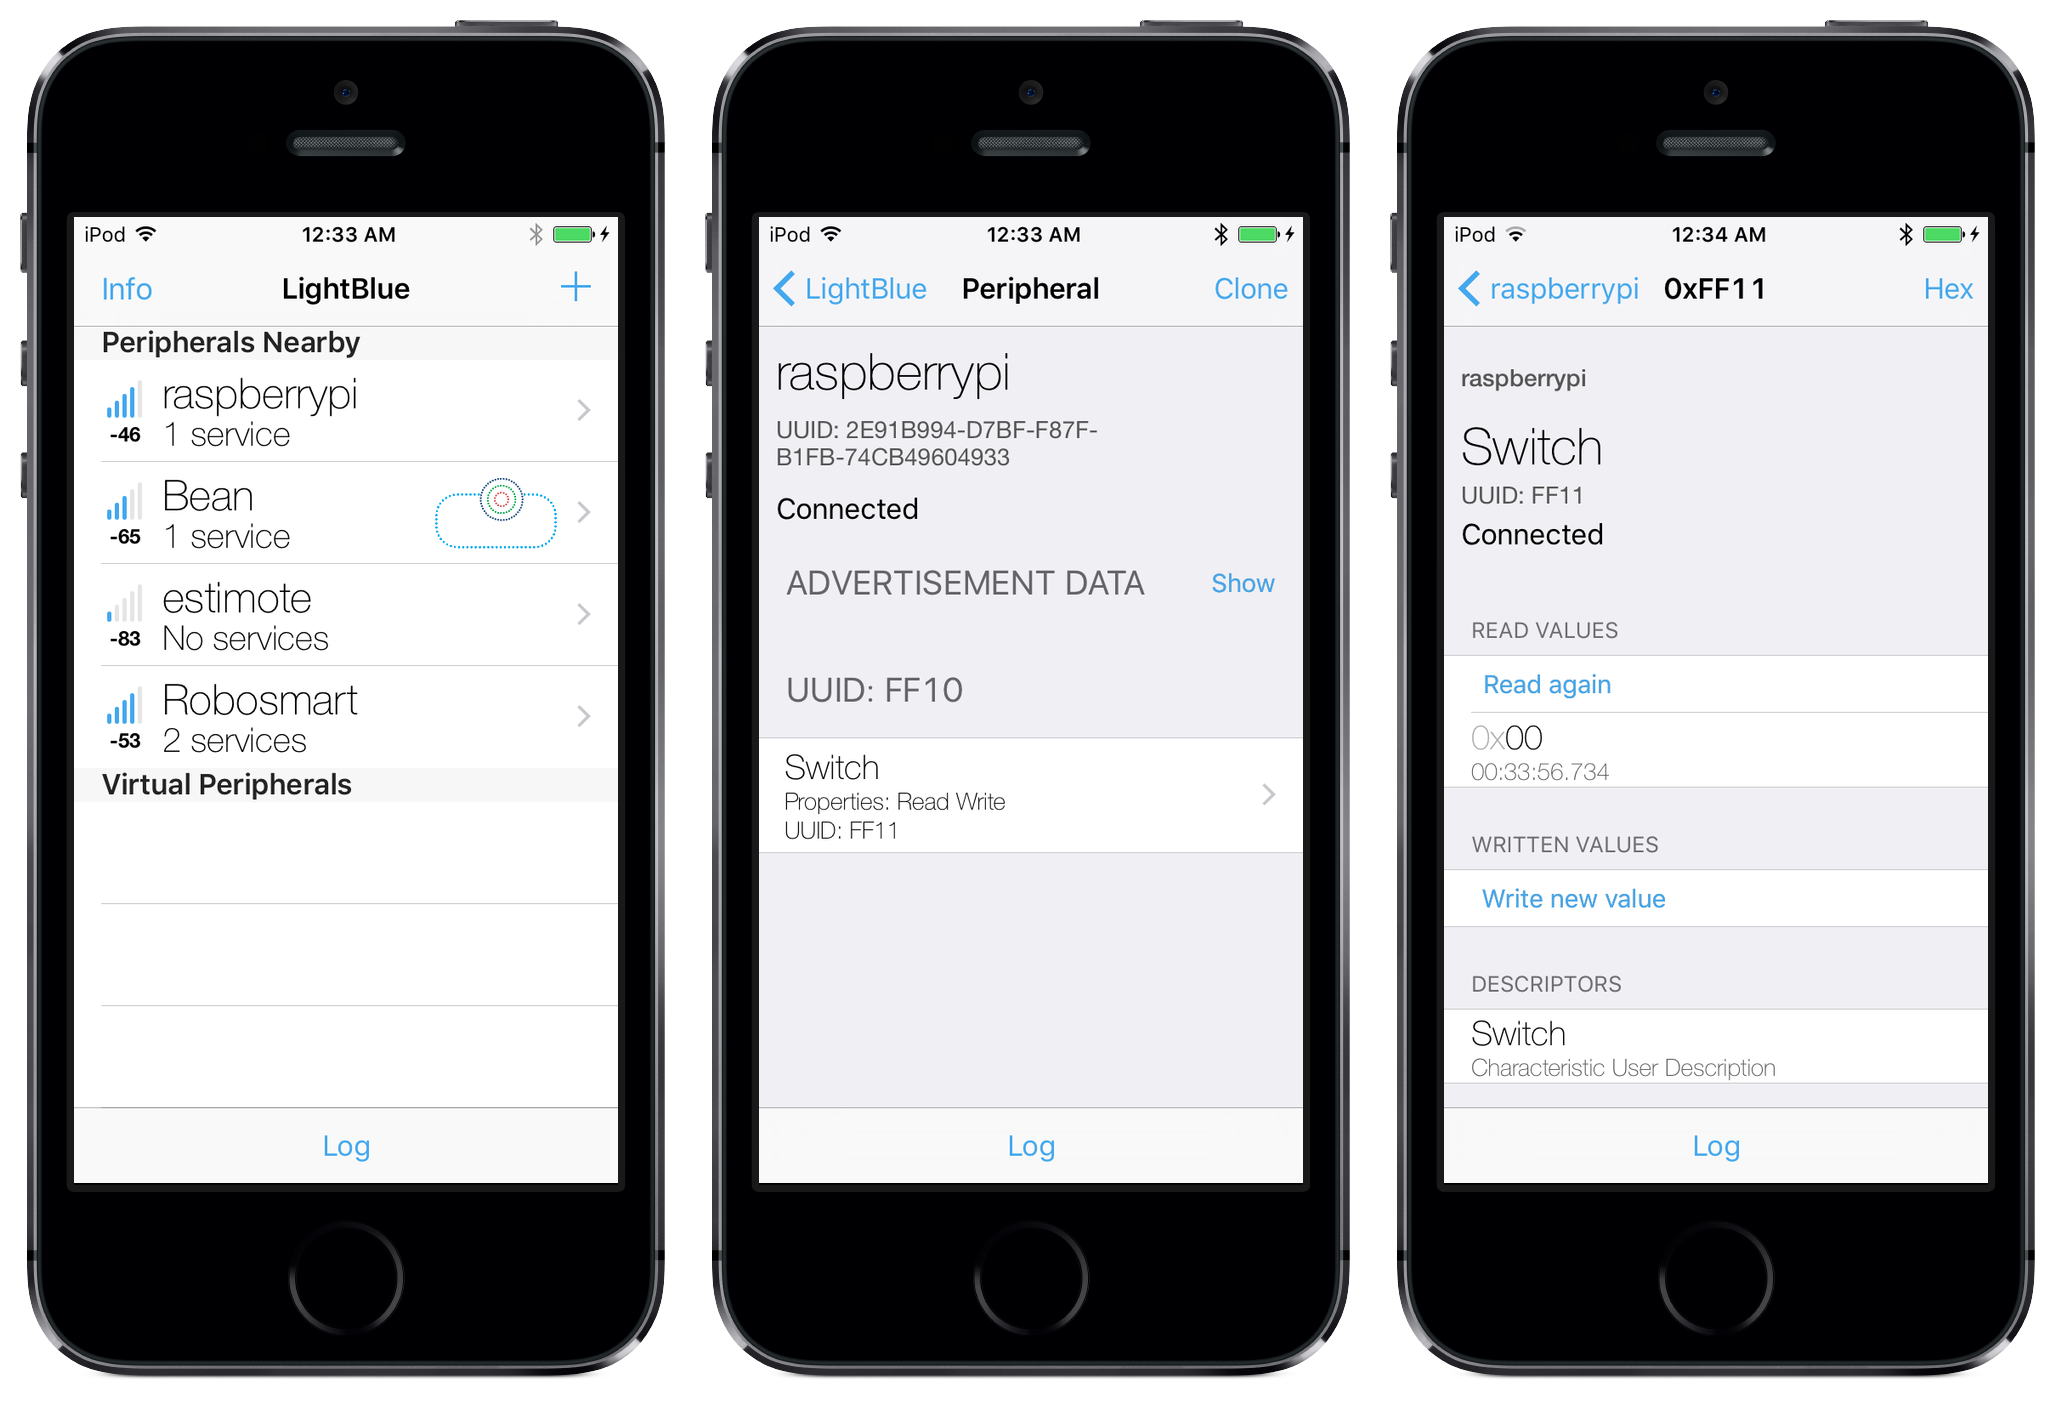 iPod 12:33 AM
Info LightBlue +
Peripherals Nearby
raspberrypi
-46 1 service
Bean
-65 1 service
estimote
-83 No services
Robosmart
-53 2 services
Virtual Peripherals
Log
iPod 12:33 AM
LightBlue Peripheral Clone
raspberrypi
UUID: 2E91B994-D7BF-F87F-
B1FB-74CB49604933
Connected
ADVERTISEMENT DATA Show
UUID: FF10
Switch
Properties: Read Write
UUID: FF11
Log
iPod 12:34 AM
raspberrypi 0xFF11 Hex
raspberrypi
Switch
UUID: FF11
Connected
READ VALUES
Read again
0x00
00:33:56.734
WRITTEN VALUES
Write new value
DESCRIPTORS
Switch
Characteristic User Description
Log